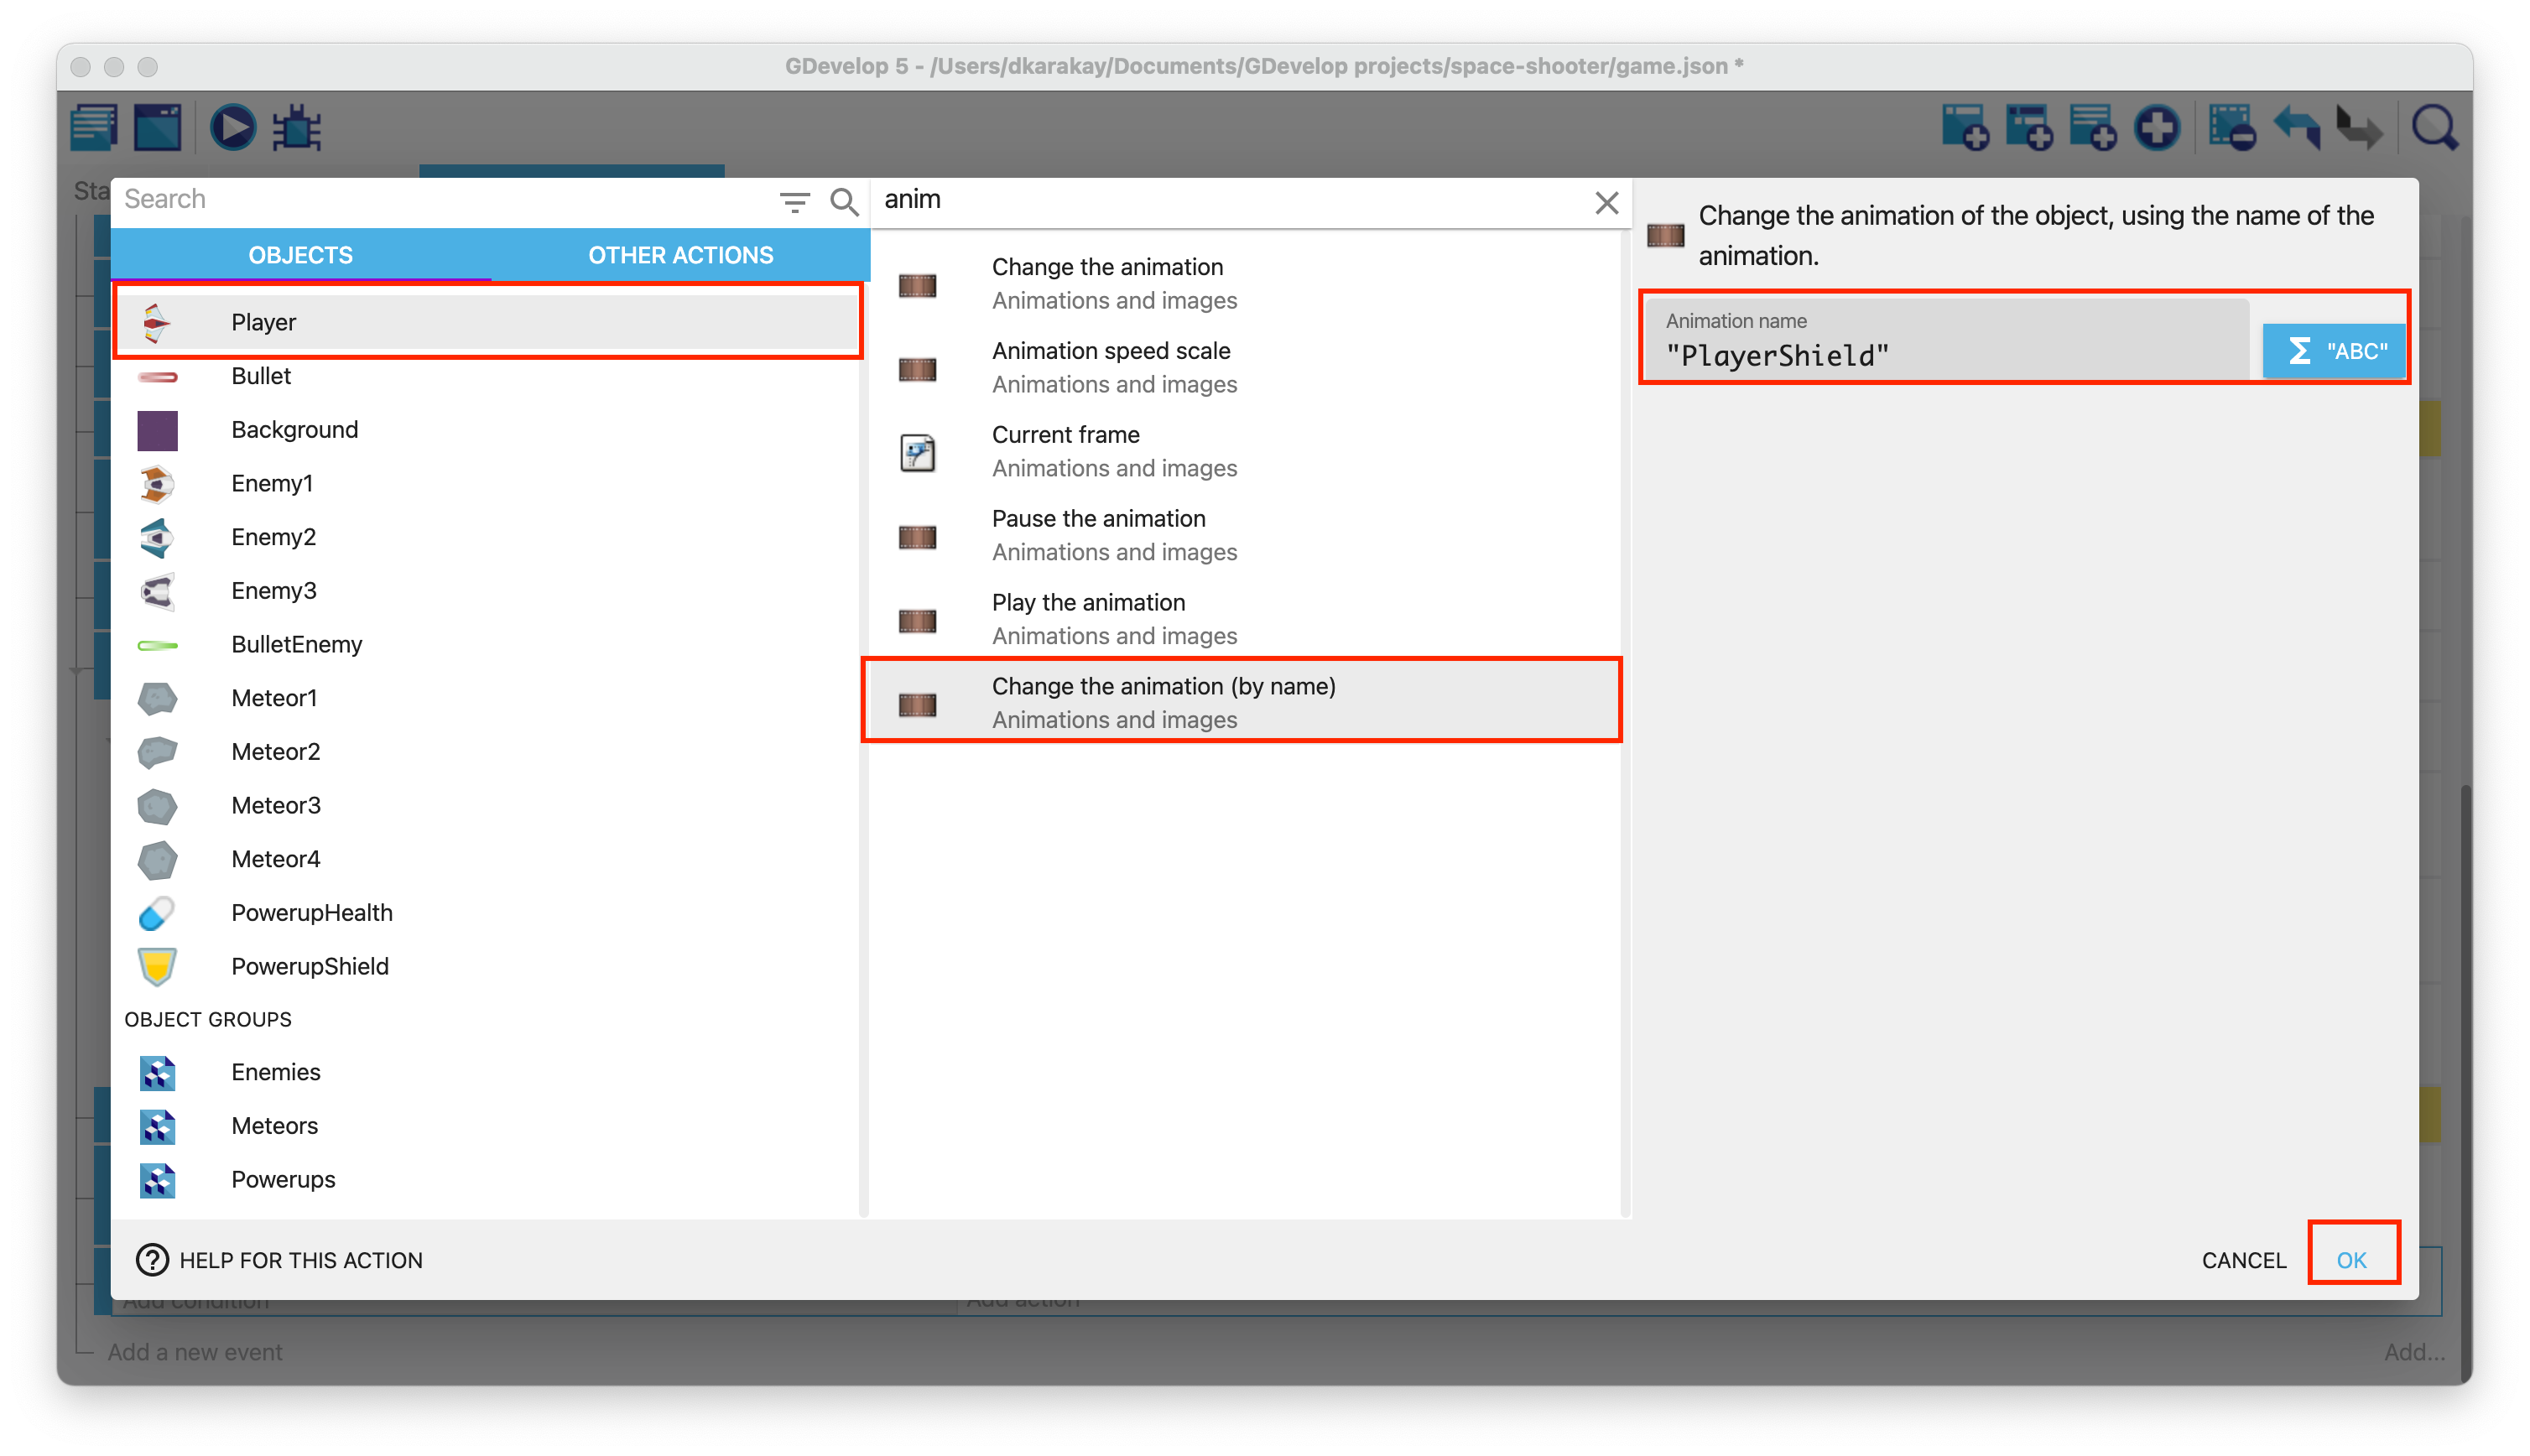 GDevelop 5 - /Users/dkarakay/Documents/GDevelop projects/space-shooter/game.json *
Sta
Search
anim
OBJECTS
OTHER ACTIONS
Player
Bullet
Background
Enemy1
Enemy2
Enemy3
BulletEnemy
Meteor1
Meteor2
Meteor3
Meteor4
PowerupHealth
PowerupShield
OBJECT GROUPS
Enemies
Meteors
Powerups
Change the animation
Animations and images
Animation speed scale
Animations and images
Current frame
Animations and images
Pause the animation
Animations and images
Play the animation
Animations and images
Change the animation (by name)
Animations and images
Change the animation of the object, using the name of the
animation.
Animation name
"PlayerShield"
Σ "ABC"
HELP FOR THIS ACTION
CANCEL
OK
Add condition
Add action
Add a new event
Add...